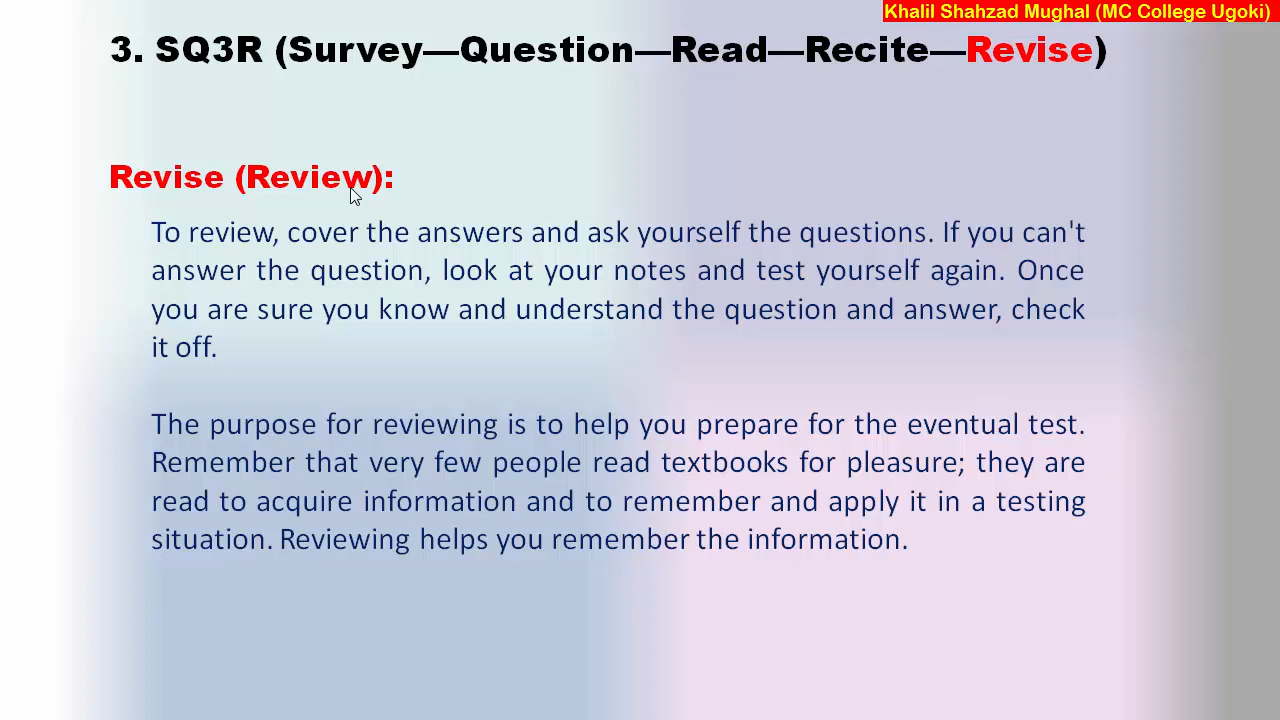 Khalil Shahzad Mughal (MC College Ugoki)
3. SQ3R (Survey—Question—Read—Recite—Revise)
Revise (Review):
To review, cover the answers and ask yourself the questions. If you can't
answer the question, look at your notes and test yourself again. Once
you are sure you know and understand the question and answer, check
it off.
The purpose for reviewing is to help you prepare for the eventual test.
Remember that very few people read textbooks for pleasure; they are
read to acquire information and to remember and apply it in a testing
situation. Reviewing helps you remember the information.